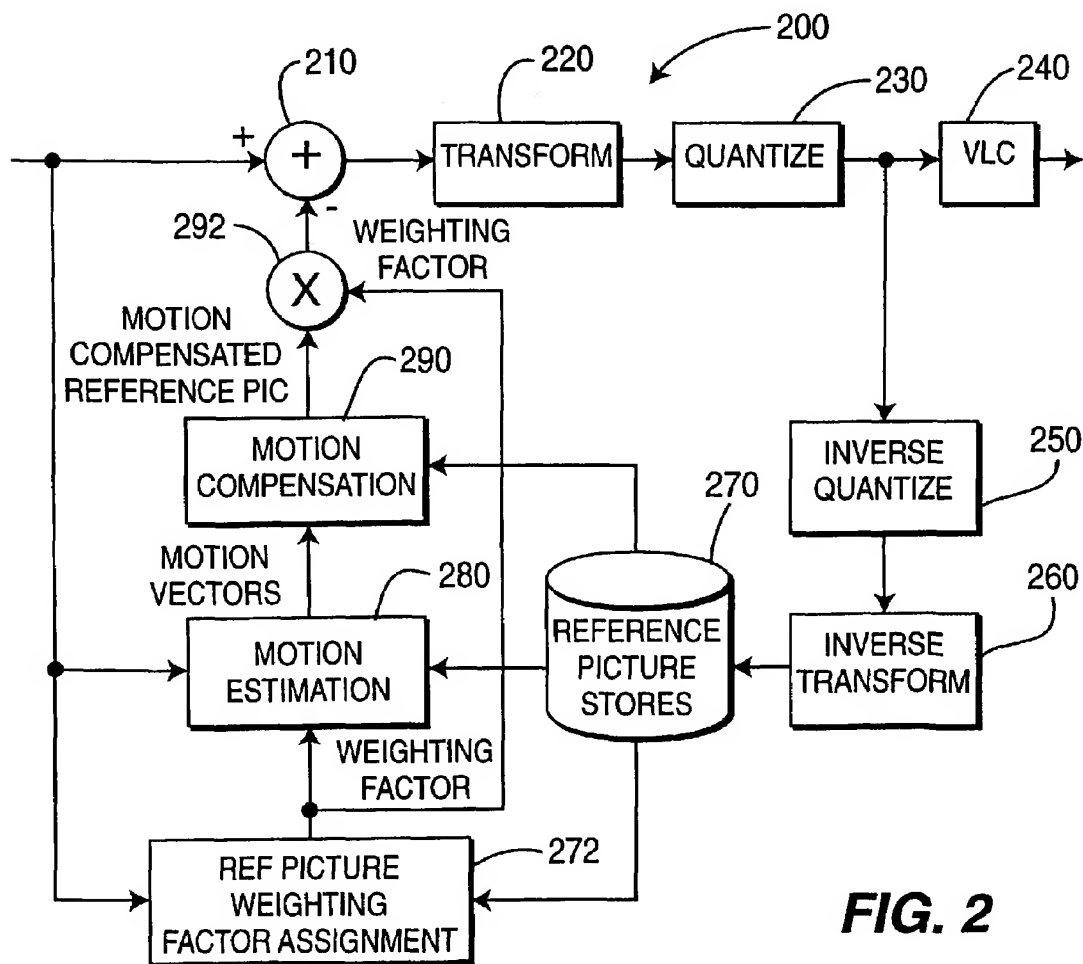 200
210
220
230
240
+
+
-
TRANSFORM
QUANTIZE
VLC
292
WEIGHTING
FACTOR
X
MOTION
COMPENSATED
REFERENCE PIC
290
MOTION
COMPENSATION
270
INVERSE
QUANTIZE
250
MOTION
VECTORS
280
260
MOTION
ESTIMATION
REFERENCE
PICTURE
STORES
INVERSE
TRANSFORM
WEIGHTING
FACTOR
272
REF PICTURE
WEIGHTING
FACTOR ASSIGNMENT
FIG. 2